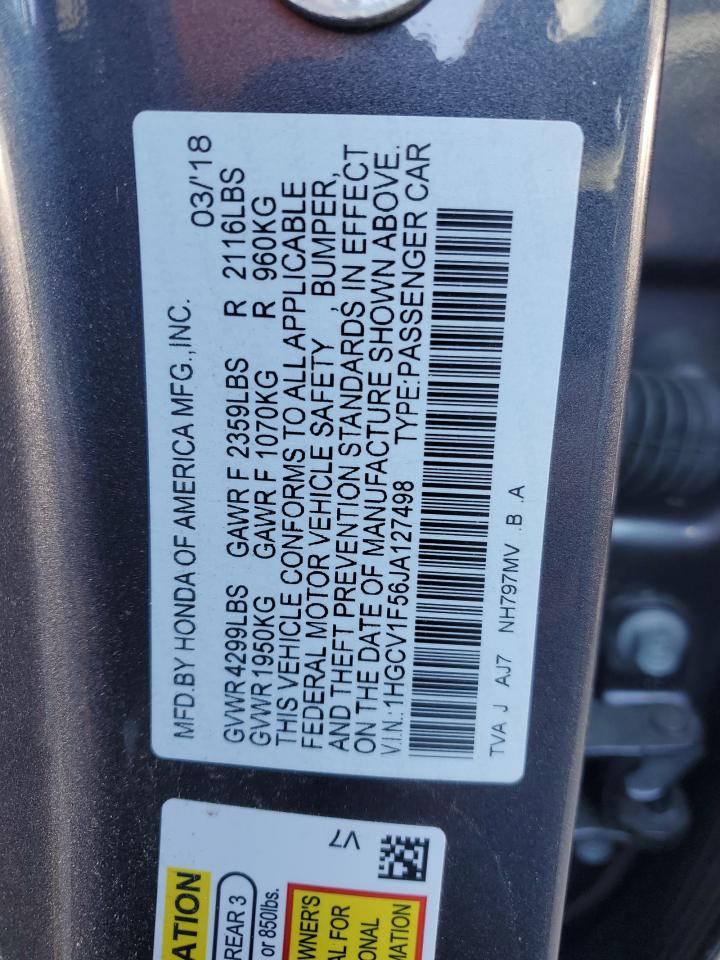 MFD.BY HONDA OF AMERICA MFG.,INC. 03/'18
GVWR 4299LBS GAWR F 2359LBS R 2116LBS
GVWR 1950KG GAWR F 1070KG R 960KG
THIS VEHICLE CONFORMS TO ALL APPLICABLE
FEDERAL MOTOR VEHICLE SAFETY , BUMPER,
AND THEFT PREVENTION STANDARDS, IN EFFECT
ON THE DATE OF MANUFACTURE SHOWN ABOVE.
V.I.N.:1HGCV1F56JA127498 TYPE:PASSENGER CAR
TVA J AJ7 NH797MV .B .A
V7
ATION
REAR 3
or 850lbs.
WNER'S
AL FOR
ONAL
MATION